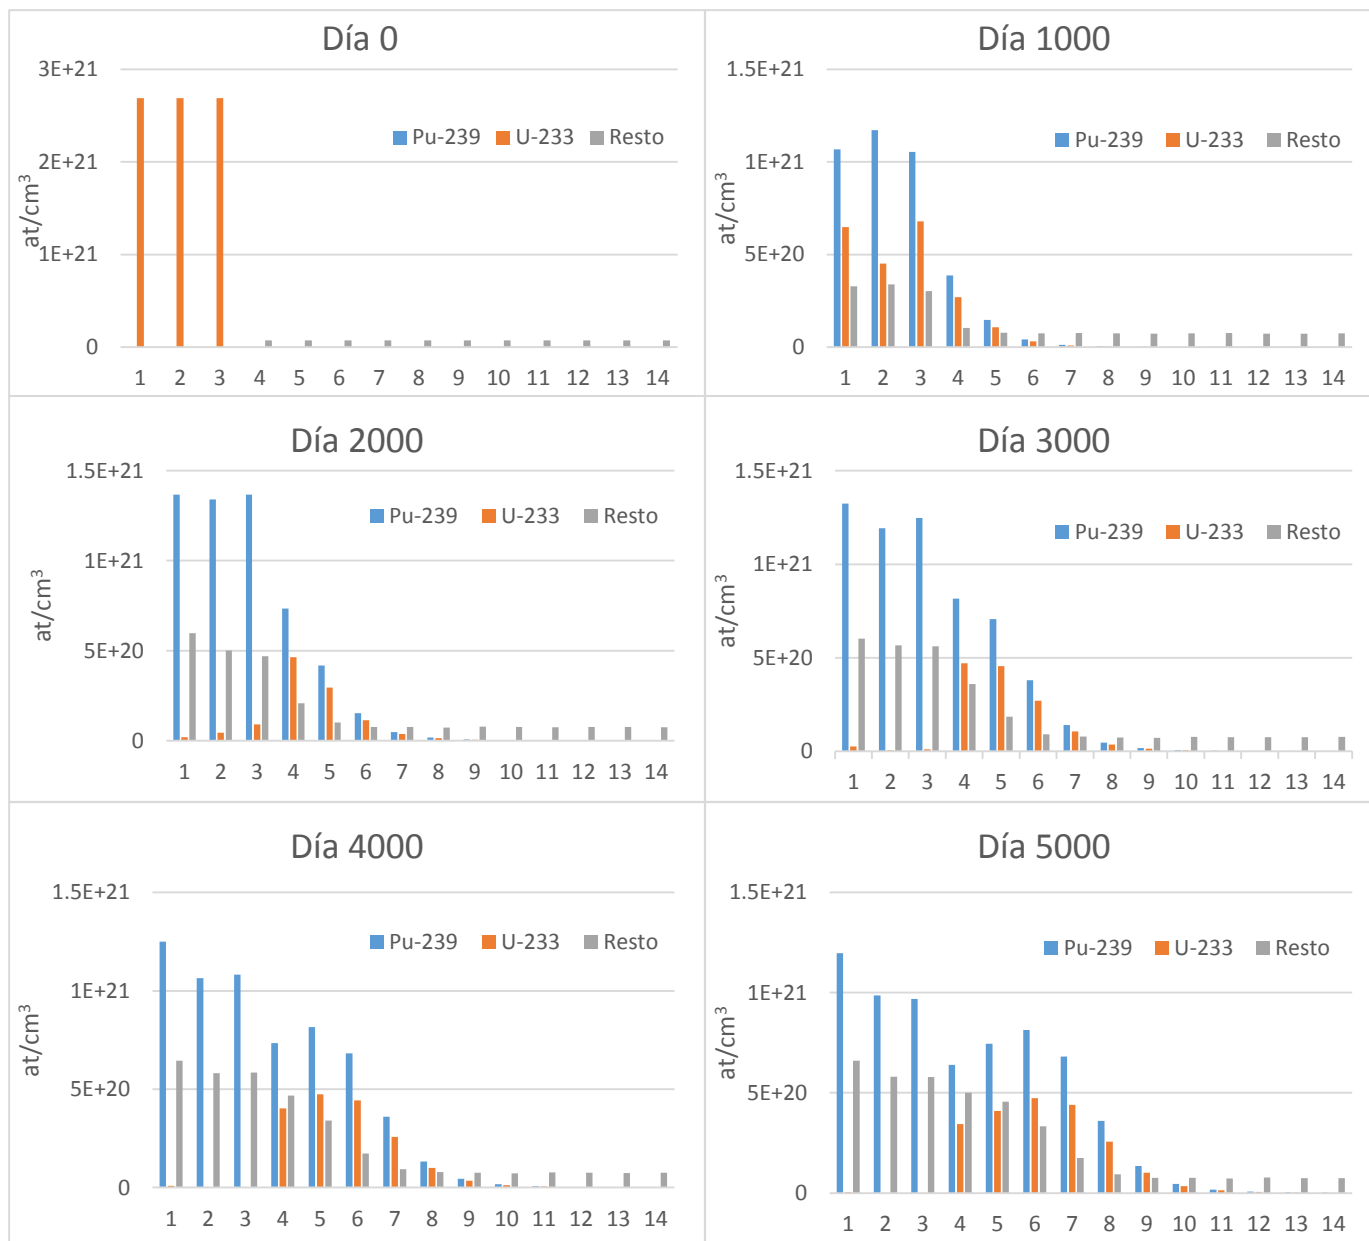 Día 0
3E+21
2E+21
1E+21
0
at/cm³
Pu-239 U-233 Resto
1 2 3 4 5 6 7 8 9 10 11 12 13 14
Día 1000
1.5E+21
1E+21
5E+20
0
at/cm³
Pu-239 U-233 Resto
1 2 3 4 5 6 7 8 9 10 11 12 13 14
Día 2000
1.5E+21
1E+21
5E+20
0
at/cm³
Pu-239 U-233 Resto
1 2 3 4 5 6 7 8 9 10 11 12 13 14
Día 3000
1.5E+21
1E+21
5E+20
0
at/cm³
Pu-239 U-233 Resto
1 2 3 4 5 6 7 8 9 10 11 12 13 14
Día 4000
1.5E+21
1E+21
5E+20
0
at/cm³
Pu-239 U-233 Resto
1 2 3 4 5 6 7 8 9 10 11 12 13 14
Día 5000
1.5E+21
1E+21
5E+20
0
at/cm³
Pu-239 U-233 Resto
1 2 3 4 5 6 7 8 9 10 11 12 13 14